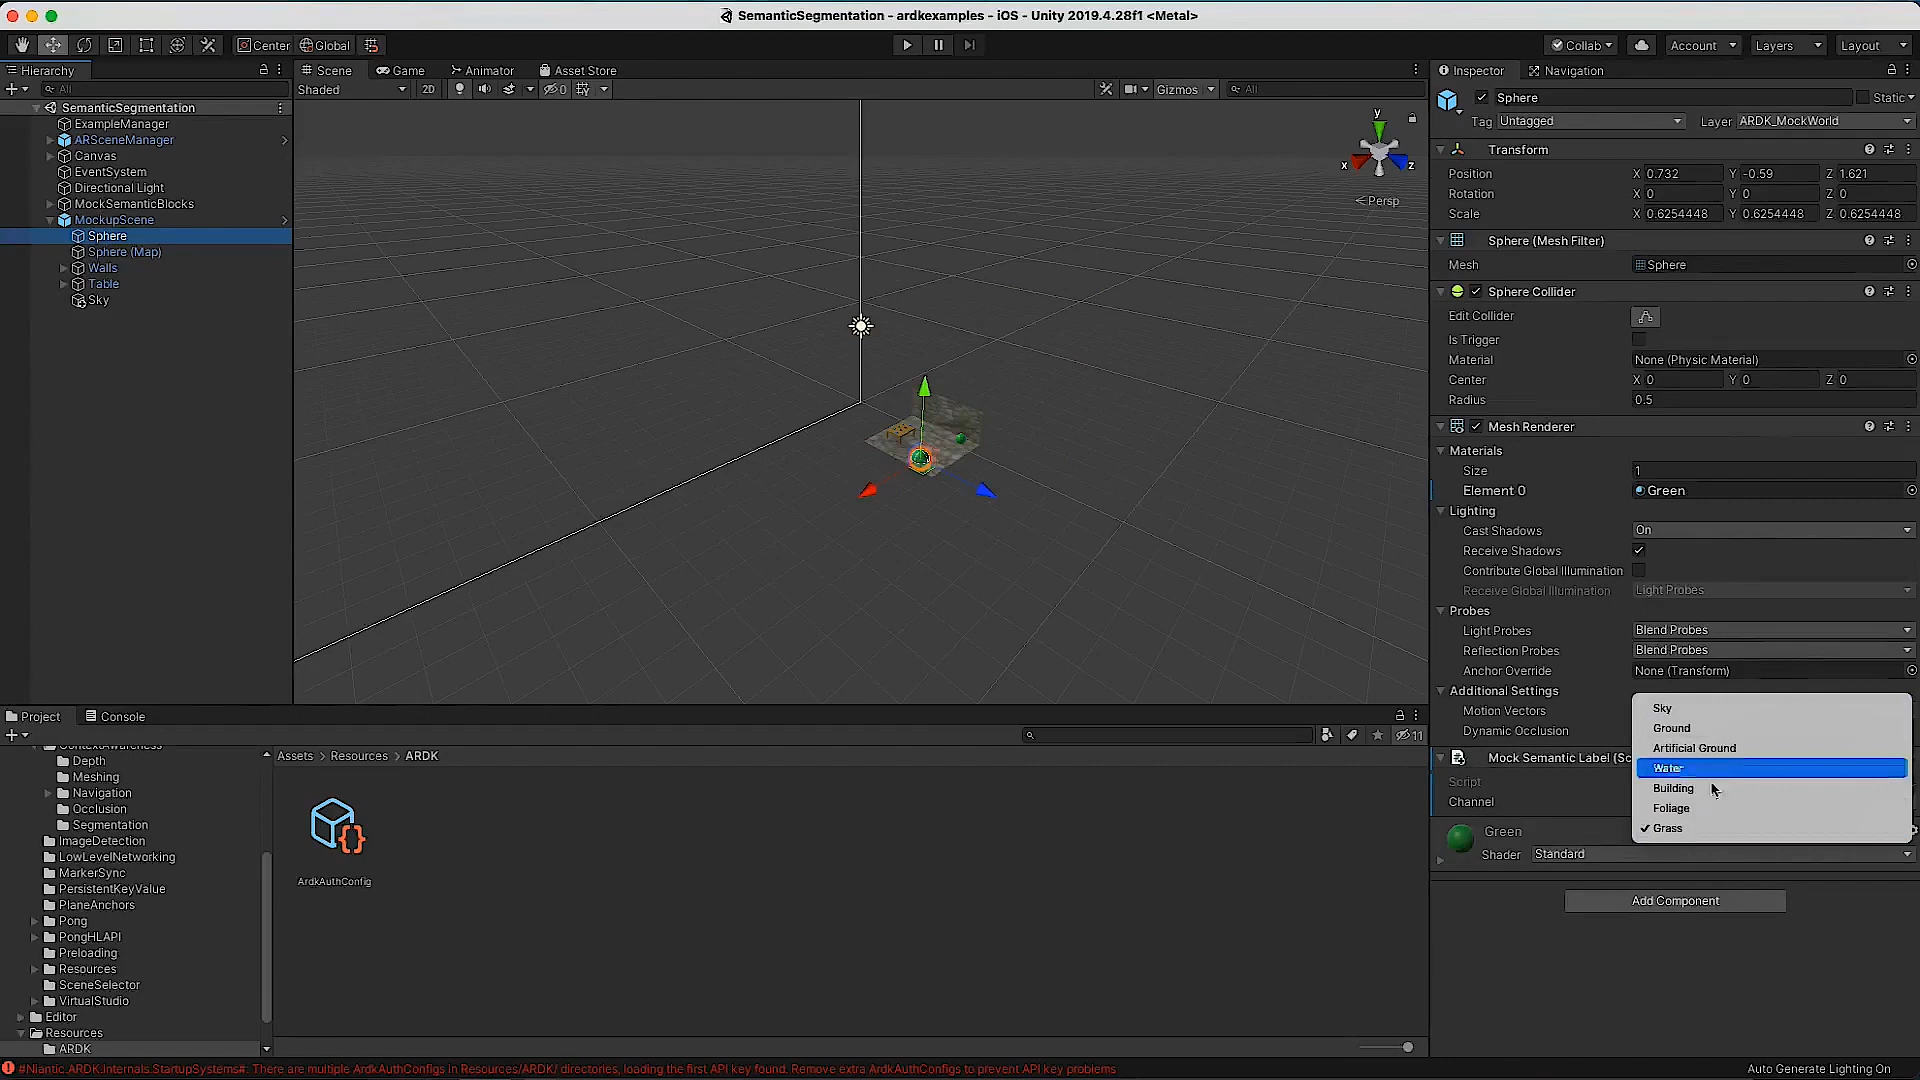 SemanticSegmentation - ardkexamples - iOS - Unity 2019.4.28f1 <Metal>
Center Global Collab Account Layers Layout
Hierarchy
All
SemanticSegmentation
ExampleManager
ARSceneManager
Canvas
EventSystem
Directional Light
MockSemanticBlocks
MockupScene
Sphere
Sphere (Map)
Walls
Table
Sky
Scene Game Animator Asset Store
Shaded 2D 0 Gizmos All
y
x z
Persp
Inspector Navigation
Sphere Static
Tag Untagged Layer ARDK_MockWorld
Transform
Position X 0.732 Y -0.59 Z 1.621
Rotation X 0 Y 0 Z 0
Scale X 0.6254448 Y 0.6254448 Z 0.6254448
Sphere (Mesh Filter)
Mesh Sphere
Sphere Collider
Edit Collider
Is Trigger
Material None (Physic Material)
Center X 0 Y 0 Z 0
Radius 0.5
Mesh Renderer
Materials
Size 1
Element 0 Green
Lighting
Cast Shadows On
Receive Shadows
Contribute Global Illumination
Receive Global Illumination Light Probes
Probes
Light Probes Blend Probes
Reflection Probes Blend Probes
Anchor Override None (Transform)
Additional Settings
Motion Vectors
Dynamic Occlusion
Mock Semantic Label (Sc
Script
Channel
Sky
Ground
Artificial Ground
Water
Building
Foliage
Grass
Green
Shader Standard
Add Component
Project Console
11
ContextAwareness
Depth
Meshing
Navigation
Occlusion
Segmentation
ImageDetection
LowLevelNetworking
MarkerSync
PersistentKeyValue
PlaneAnchors
Pong
PongHLAPI
Preloading
Resources
SceneSelector
VirtualStudio
Editor
Resources
ARDK
Assets > Resources > ARDK
ArdkAuthConfig
#Niantic.ARDK.Internals.StartupSystems#: There are multiple ArdkAuthConfigs in Resources/ARDK/ directories, loading the first API key found. Remove extra ArdkAuthConfigs to prevent API key problems
Auto Generate Lighting On